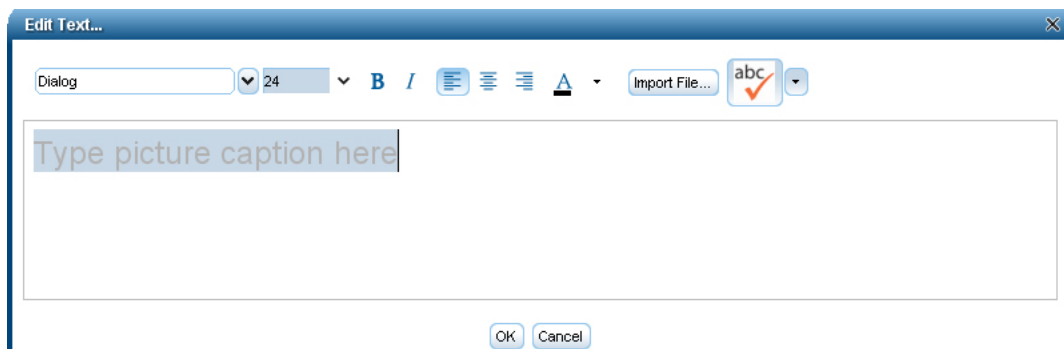 Edit Text...
Dialog 24 B I A Import File... abc
Type picture caption here
OK Cancel